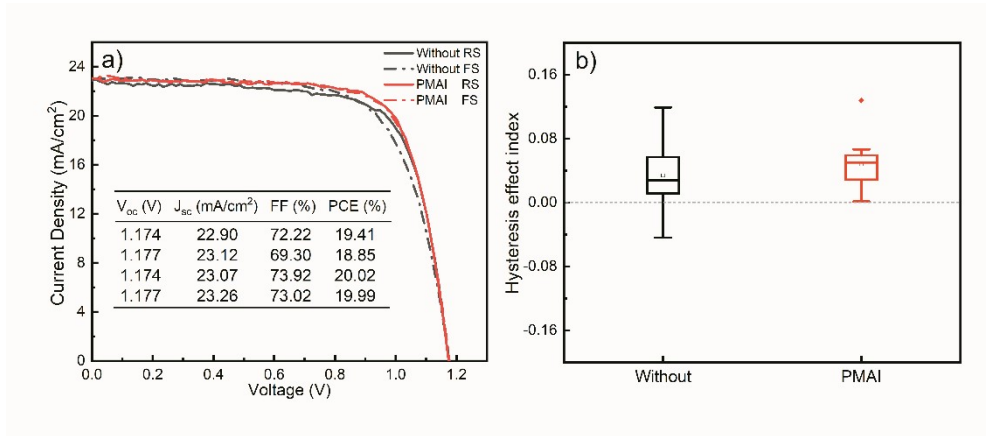 a)
Without RS
Without FS
PMAI RS
PMAI FS
24
20
16
12
8
4
0
Current Density (mA/cm²)
V_oc (V) J_sc (mA/cm²) FF (%) PCE (%)
1.174 22.90 72.22 19.41
1.177 23.12 69.30 18.85
1.174 23.07 73.92 20.02
1.177 23.26 73.02 19.99
0.0 0.2 0.4 0.6 0.8 1.0 1.2
Voltage (V)
b)
0.16
0.08
0.00
-0.08
-0.16
Hysteresis effect index
Without PMAI